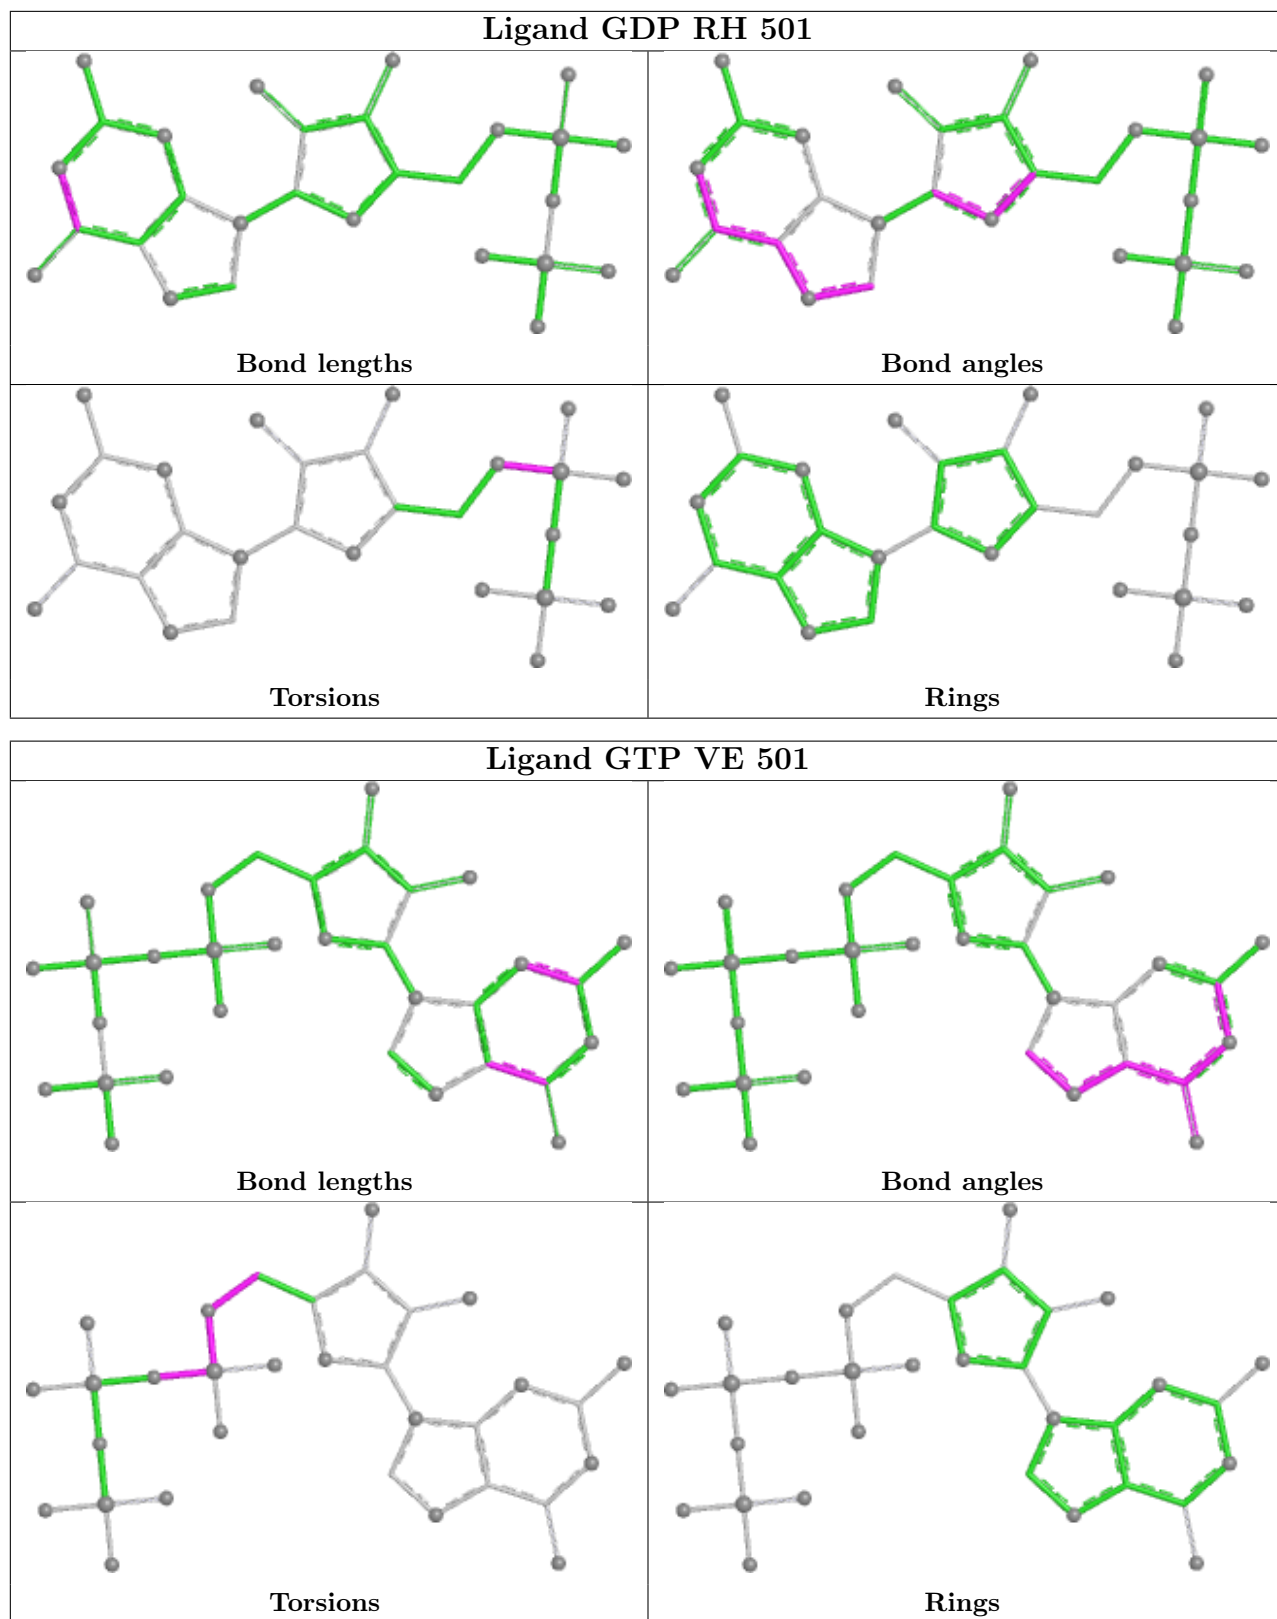 Ligand GDP RH 501
Bond lengths
Bond angles
Torsions
Rings
Ligand GTP VE 501
Bond lengths
Bond angles
Torsions
Rings